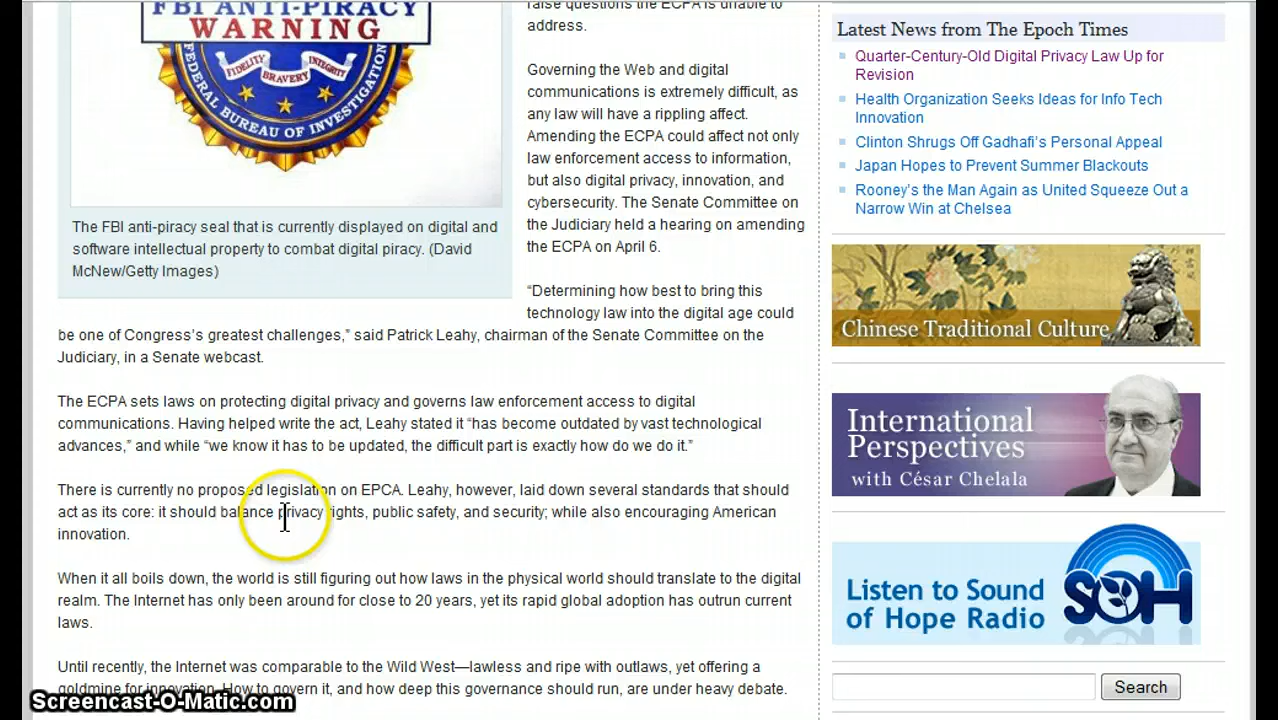 FBI ANTI-PIRACY
WARNING
FIDELITY BRAVERY INTEGRITY
FEDERAL BUREAU OF INVESTIGATION
The FBI anti-piracy seal that is currently displayed on digital and
software intellectual property to combat digital piracy. (David
McNew/Getty Images)
raise questions the ECPA is unable to
address.
Governing the Web and digital
communications is extremely difficult, as
any law will have a rippling affect.
Amending the ECPA could affect not only
law enforcement access to information,
but also digital privacy, innovation, and
cybersecurity. The Senate Committee on
the Judiciary held a hearing on amending
the ECPA on April 6.
“Determining how best to bring this
technology law into the digital age could
be one of Congress’s greatest challenges,” said Patrick Leahy, chairman of the Senate Committee on the
Judiciary, in a Senate webcast.
The ECPA sets laws on protecting digital privacy and governs law enforcement access to digital
communications. Having helped write the act, Leahy stated it “has become outdated by vast technological
advances,” and while “we know it has to be updated, the difficult part is exactly how do we do it.”
There is currently no proposed legislation on EPCA. Leahy, however, laid down several standards that should
act as its core: it should balance privacy rights, public safety, and security; while also encouraging American
innovation.
When it all boils down, the world is still figuring out how laws in the physical world should translate to the digital
realm. The Internet has only been around for close to 20 years, yet its rapid global adoption has outrun current
laws.
Until recently, the Internet was comparable to the Wild West—lawless and ripe with outlaws, yet offering a
goldmine for innovation. How to govern it, and how deep this governance should run, are under heavy debate.
Screencast-O-Matic.com
Latest News from The Epoch Times
Quarter-Century-Old Digital Privacy Law Up for
Revision
Health Organization Seeks Ideas for Info Tech
Innovation
Clinton Shrugs Off Gadhafi’s Personal Appeal
Japan Hopes to Prevent Summer Blackouts
Rooney’s the Man Again as United Squeeze Out a
Narrow Win at Chelsea
Chinese Traditional Culture
International
Perspectives
with César Chelala
Listen to Sound
of Hope Radio
SOH
Search